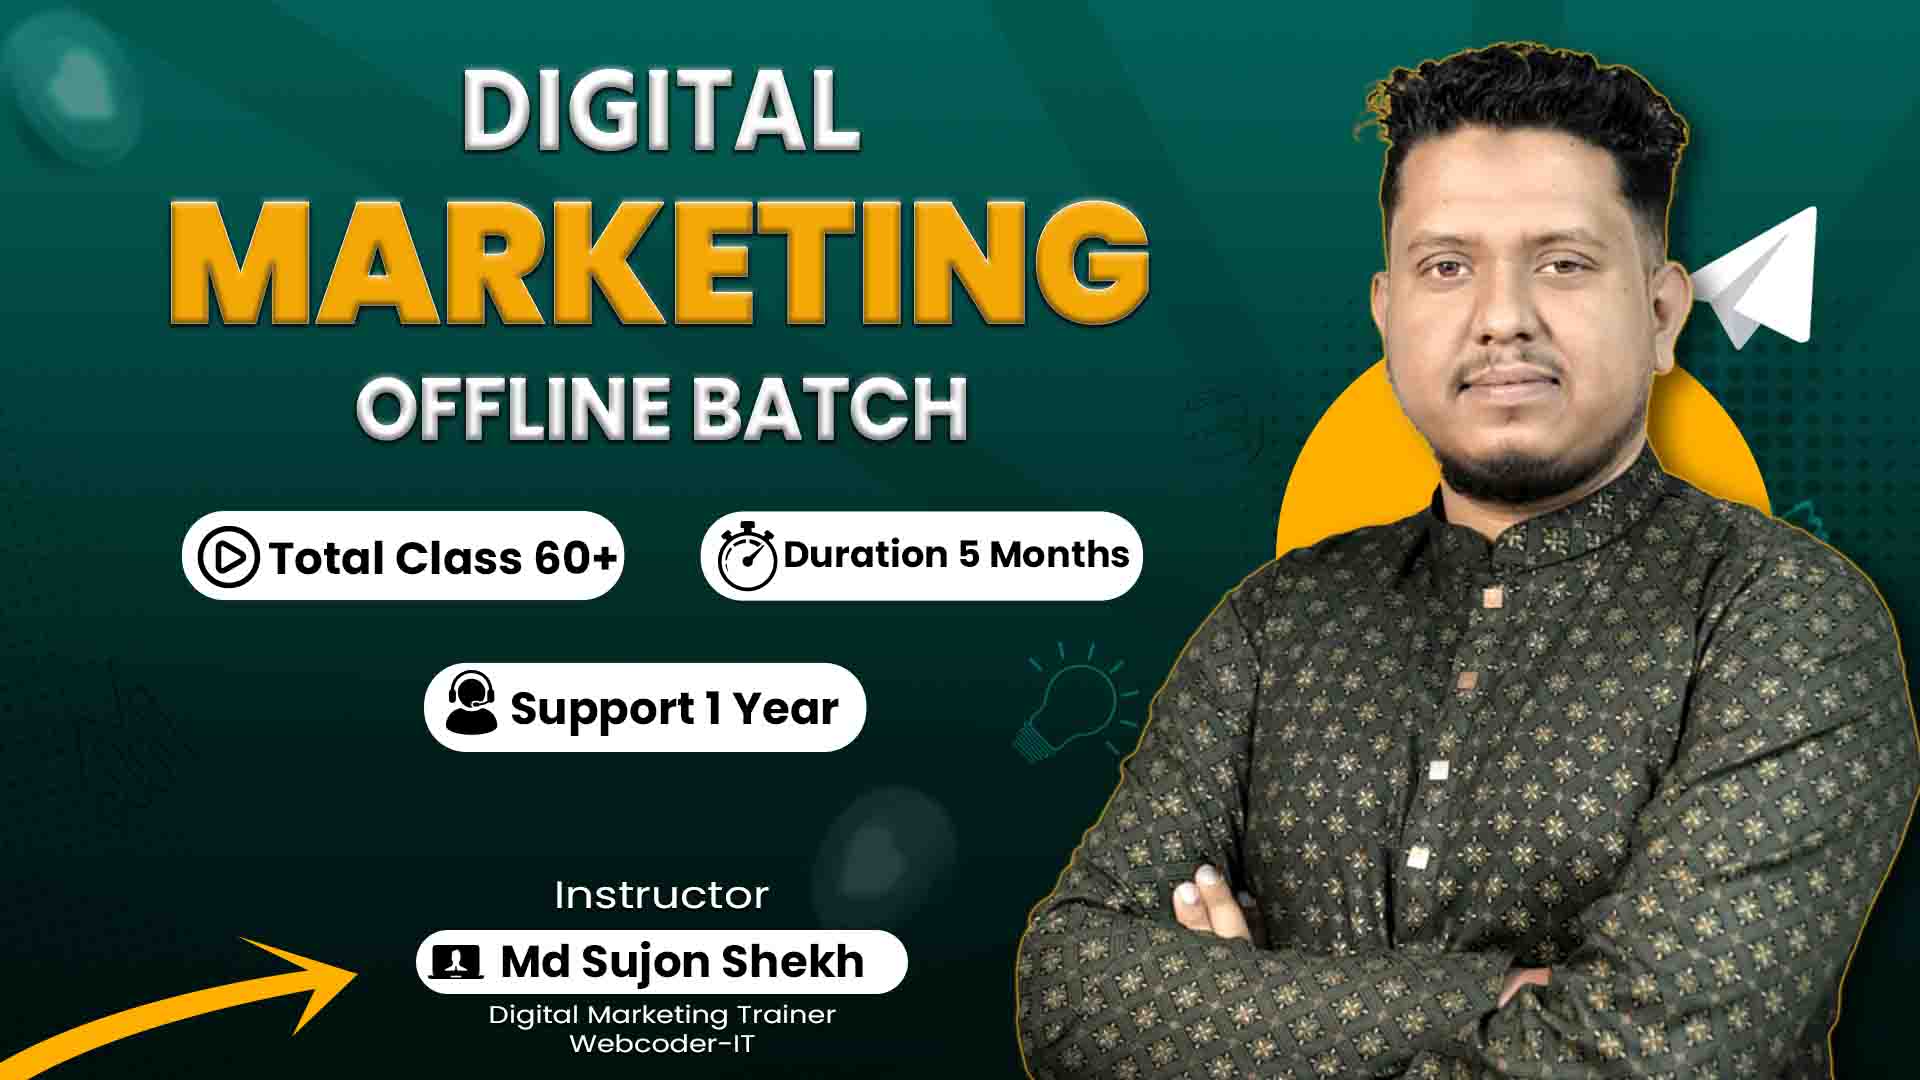 DIGITAL
MARKETING
OFFLINE BATCH
Total Class 60+
Duration 5 Months
Support 1 Year
Instructor
Md Sujon Shekh
Digital Marketing Trainer
Webcoder-IT